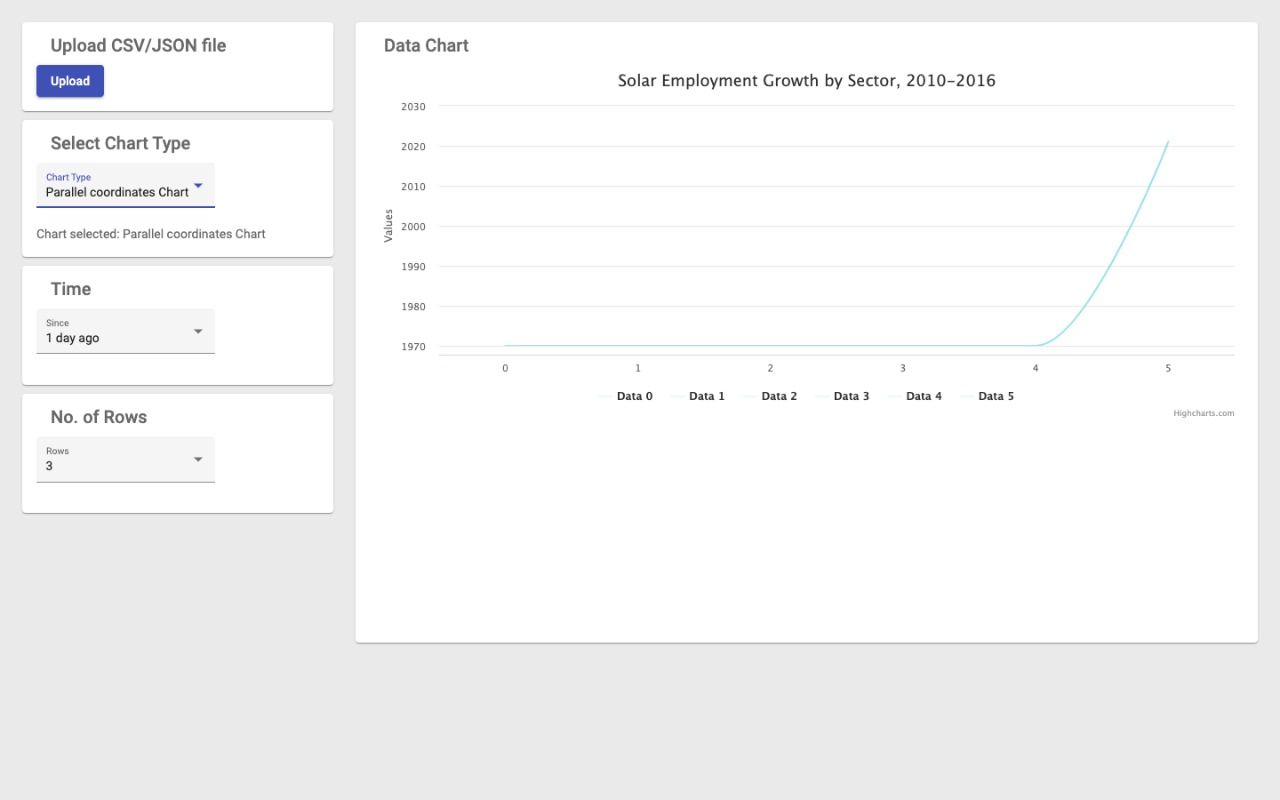 Upload CSV/JSON file
Upload
Select Chart Type
Chart Type
Parallel coordinates Chart
Chart selected: Parallel coordinates Chart
Time
Since
1 day ago
No. of Rows
Rows
3
Data Chart
Solar Employment Growth by Sector, 2010–2016
2030
2020
2010
2000
1990
1980
1970
Values
0 1 2 3 4 5
Data 0 Data 1 Data 2 Data 3 Data 4 Data 5
Highcharts.com